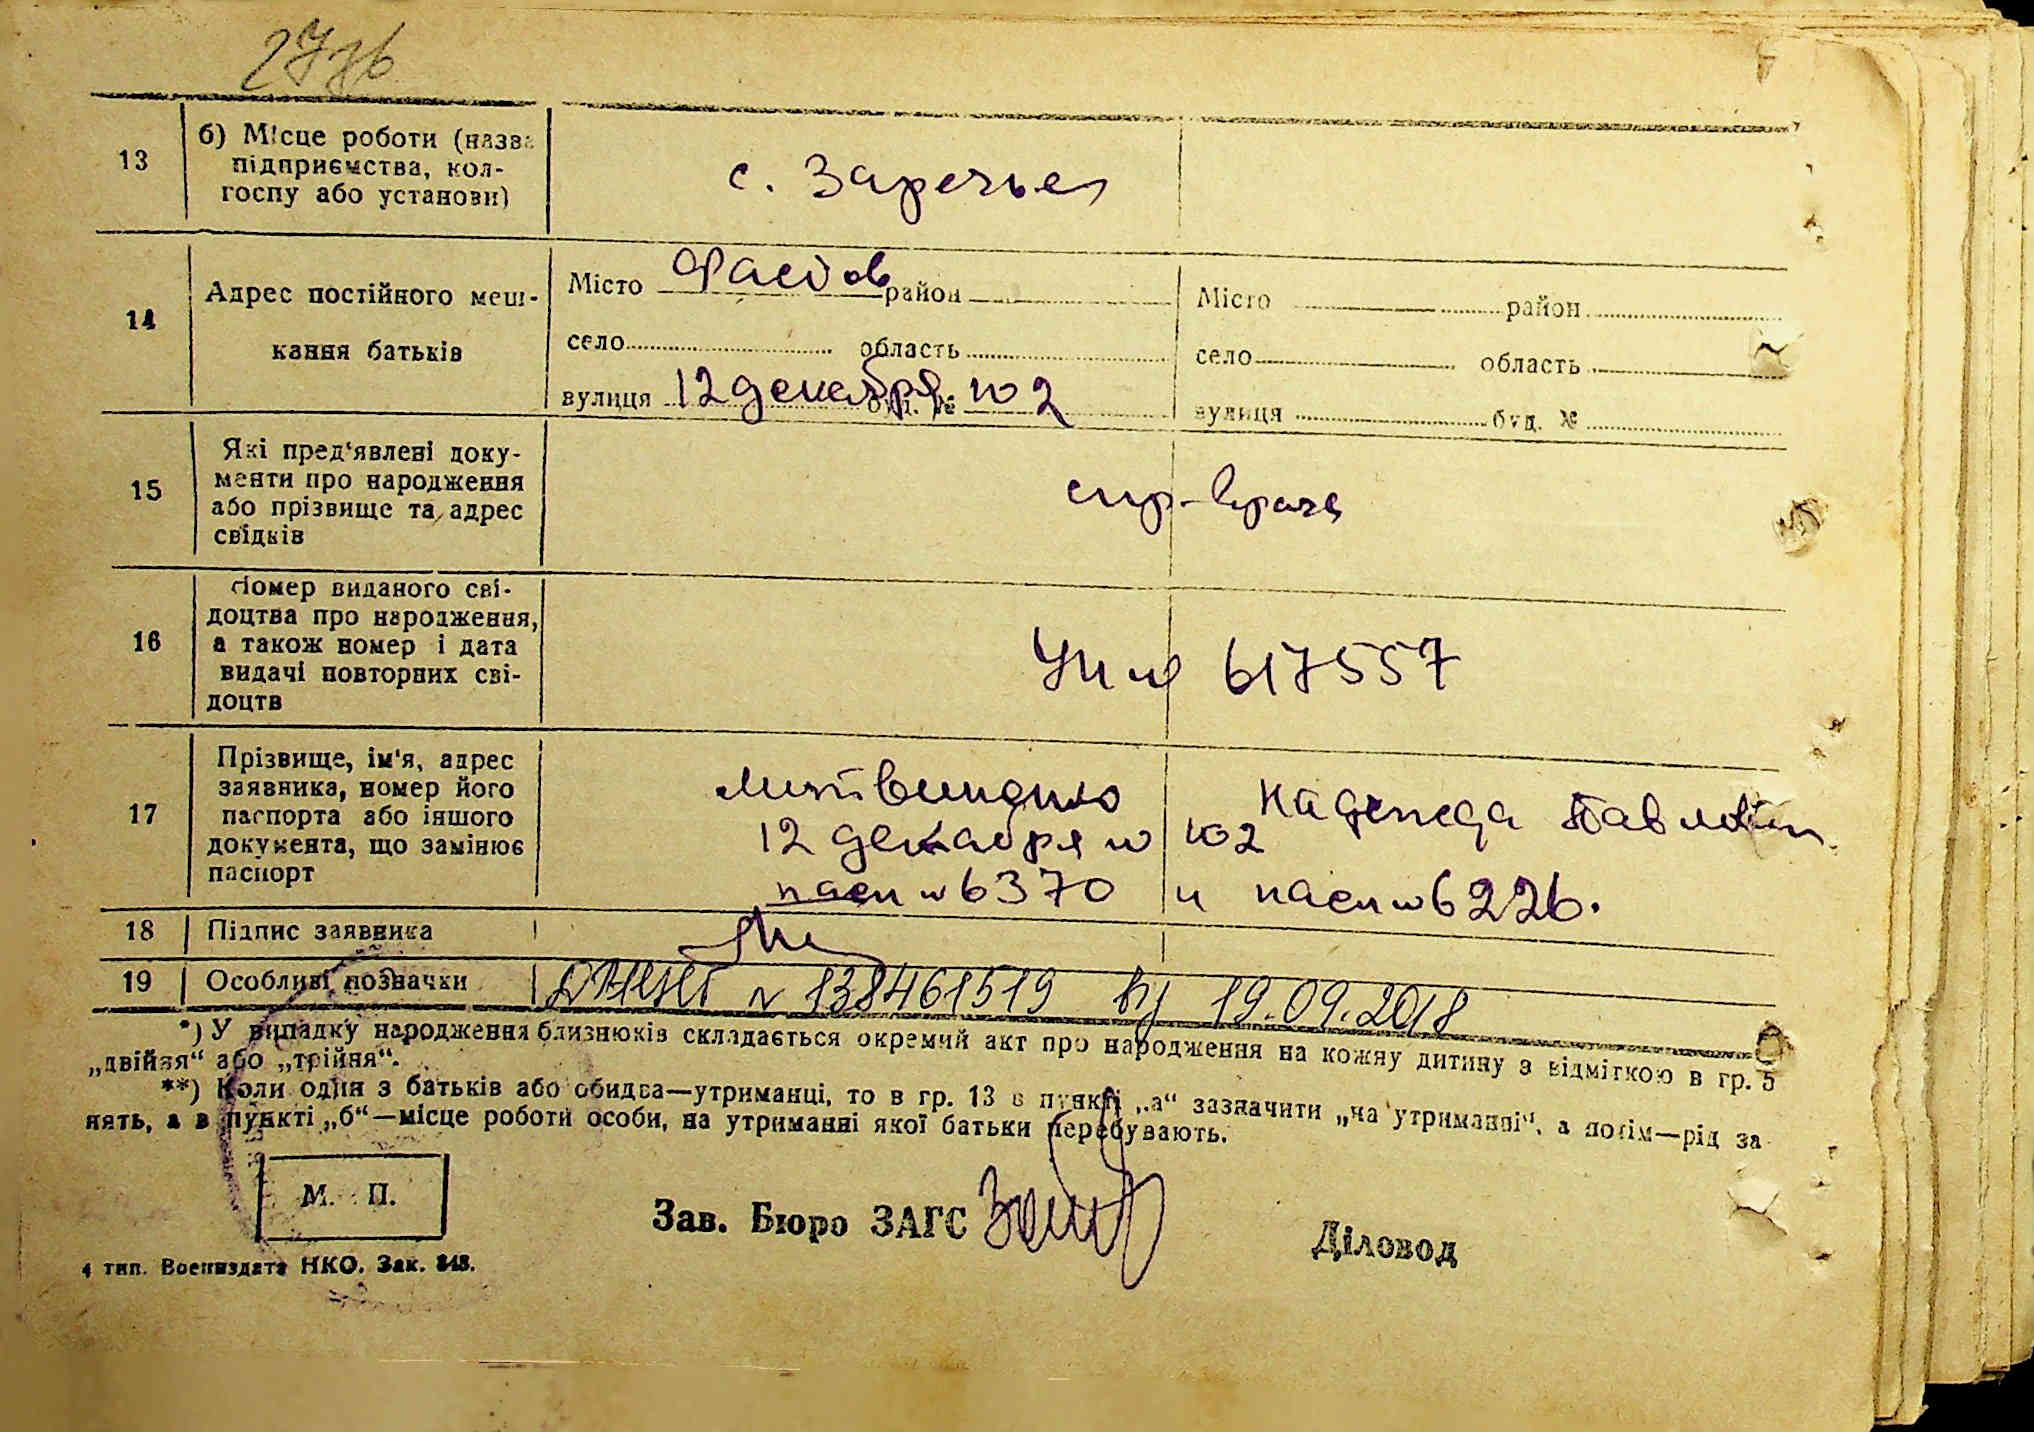 277б
13
б) Місце роботи (назва
підприємства, кол-
госпу або установи)
с. Заречье
14
Адрес постійного меш-
кання батьків
Місто Фастов район
село область
вулиця 12 декабря буд. № 102
Місто район
село область
вулиця буд. №
15
Які пред'явлені доку-
менти про народження
або прізвище та адрес
свідків
спр-врача
16
Номер виданого сві-
доцтва про народження,
а також номер і дата
видачі повторних сві-
доцтв
№ 617557
17
Прізвище, ім'я, адрес
заявника, номер його
паспорта або іншого
документа, що замінює
паспорт
Надежда
12 декабря № 102
пасп № 6370 и пасп № 6226.
18 Підпис заявника
19 Особливі позначки
№ 138461519 19.09.2018
*) У випадку народження близнюків складається окремий акт про народження на кожну дитину з відміткою в гр. 5
„двійня“ або „трійня“.
**) Коли один з батьків або обидва—утриманці, то в гр. 13 в пункті „а“ зазначити „на утриманні“, а потім—рід за
нять, а в пункті „б“—місце роботи особи, на утриманні якої батьки перебувають.
М. П.
Зав. Бюро ЗАГС
Діловод
4 тип. Воениздата НКО. Зак. 848.